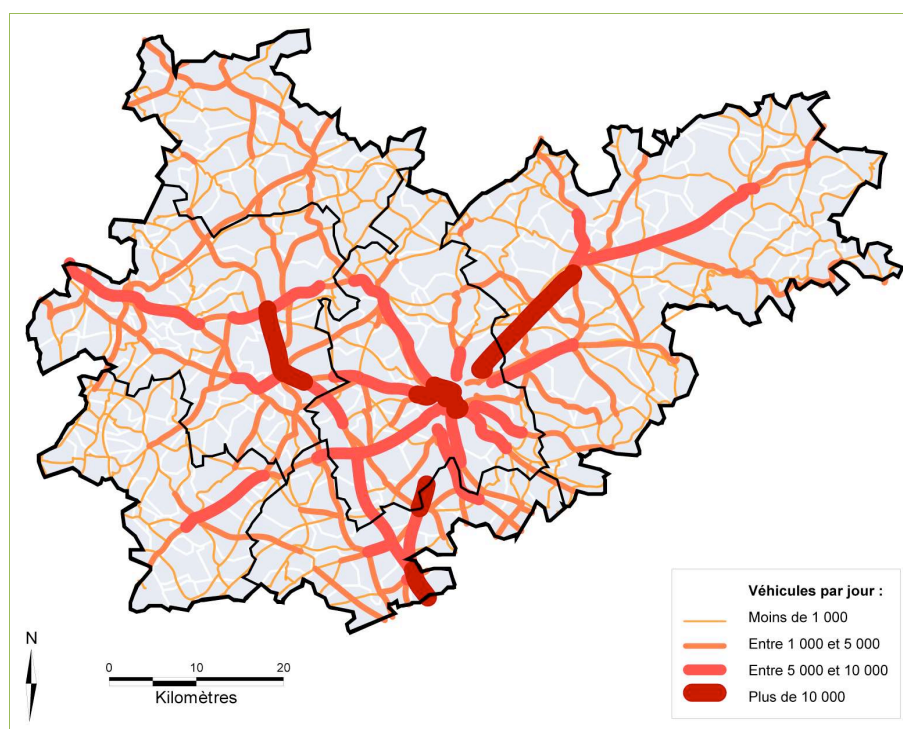 N
0 10 20
Kilomètres
Véhicules par jour :
Moins de 1 000
Entre 1 000 et 5 000
Entre 5 000 et 10 000
Plus de 10 000